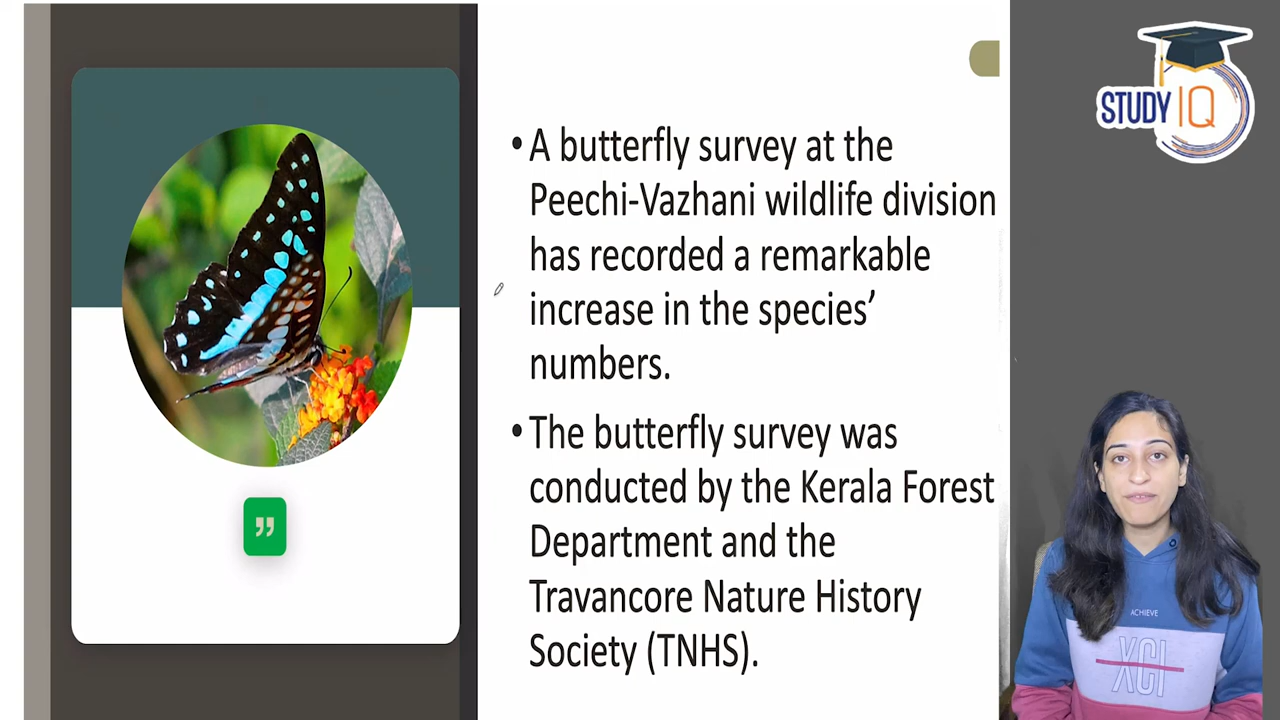 • A butterfly survey at the
Peechi-Vazhani wildlife division
has recorded a remarkable
increase in the species’
numbers.
• The butterfly survey was
conducted by the Kerala Forest
Department and the
Travancore Nature History
Society (TNHS).
STUDY IQ
”
ACHIEVE
XCI